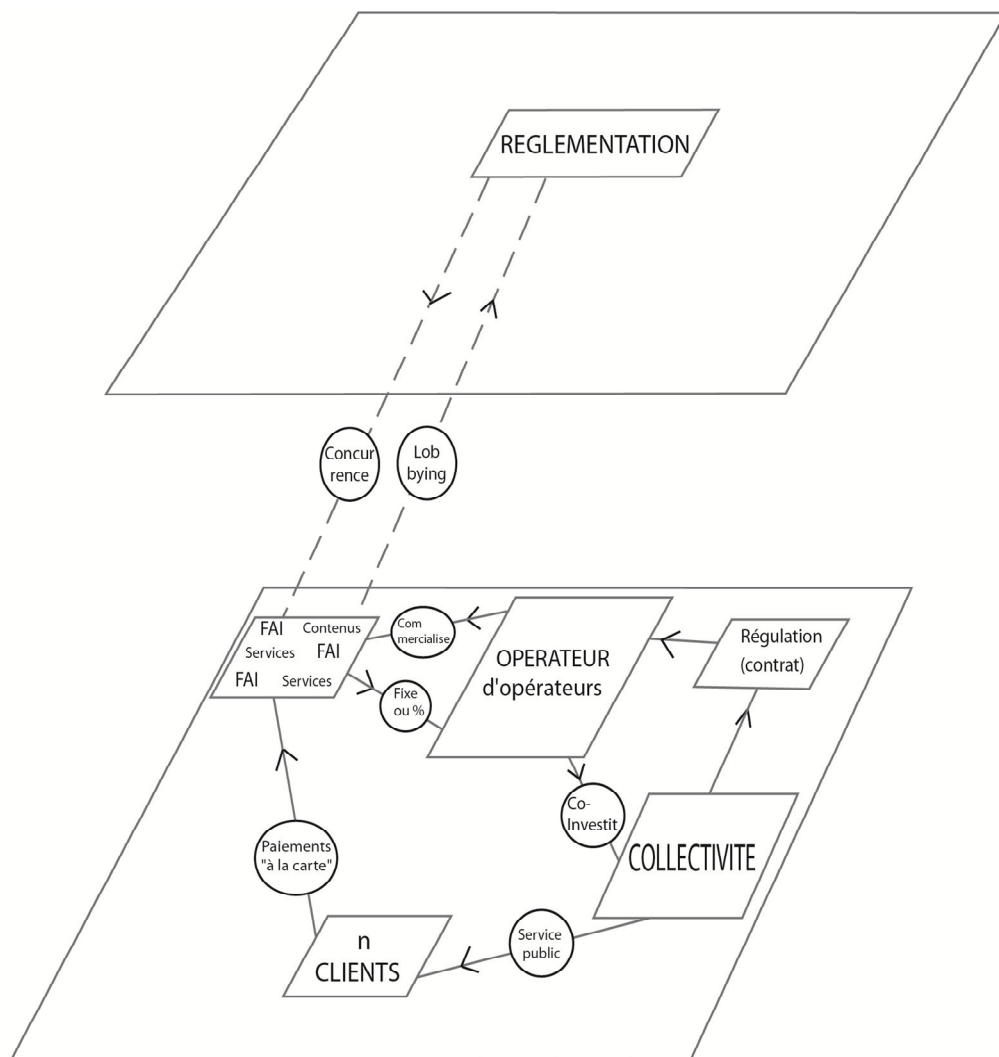 REGLEMENTATION
Concur
rence
Lob
bying
FAI Contenus
Services FAI
FAI Services
Com
mercialise
Fixe
ou %
OPERATEUR
d'opérateurs
Régulation
(contrat)
Co-
Investit
COLLECTIVITE
Paiements
"à la carte"
Service
public
n
CLIENTS